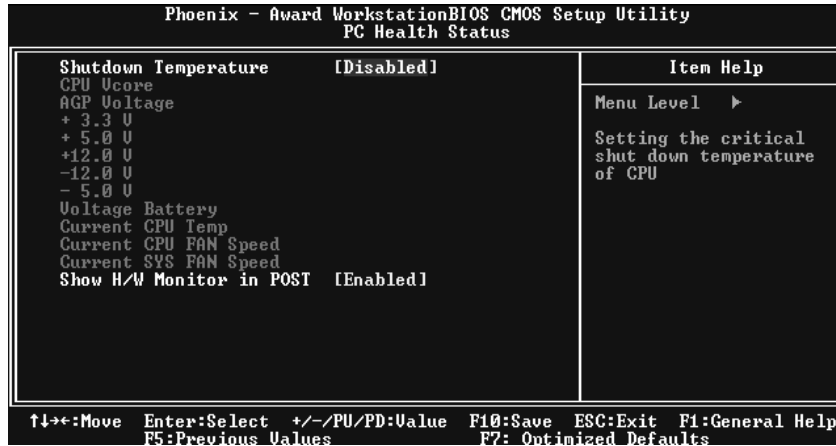 Phoenix - Award WorkstationBIOS CMOS Setup Utility
PC Health Status
Shutdown Temperature [Disabled]
CPU Vcore
AGP Voltage
+ 3.3 V
+ 5.0 V
+12.0 V
-12.0 V
- 5.0 V
Voltage Battery
Current CPU Temp
Current CPU FAN Speed
Current SYS FAN Speed
Show H/W Monitor in POST [Enabled]
Item Help
Menu Level ▶
Setting the critical
shut down temperature
of CPU
↑↓→←:Move Enter:Select +/-/PU/PD:Value F10:Save ESC:Exit F1:General Help
F5:Previous Values F7: Optimized Defaults